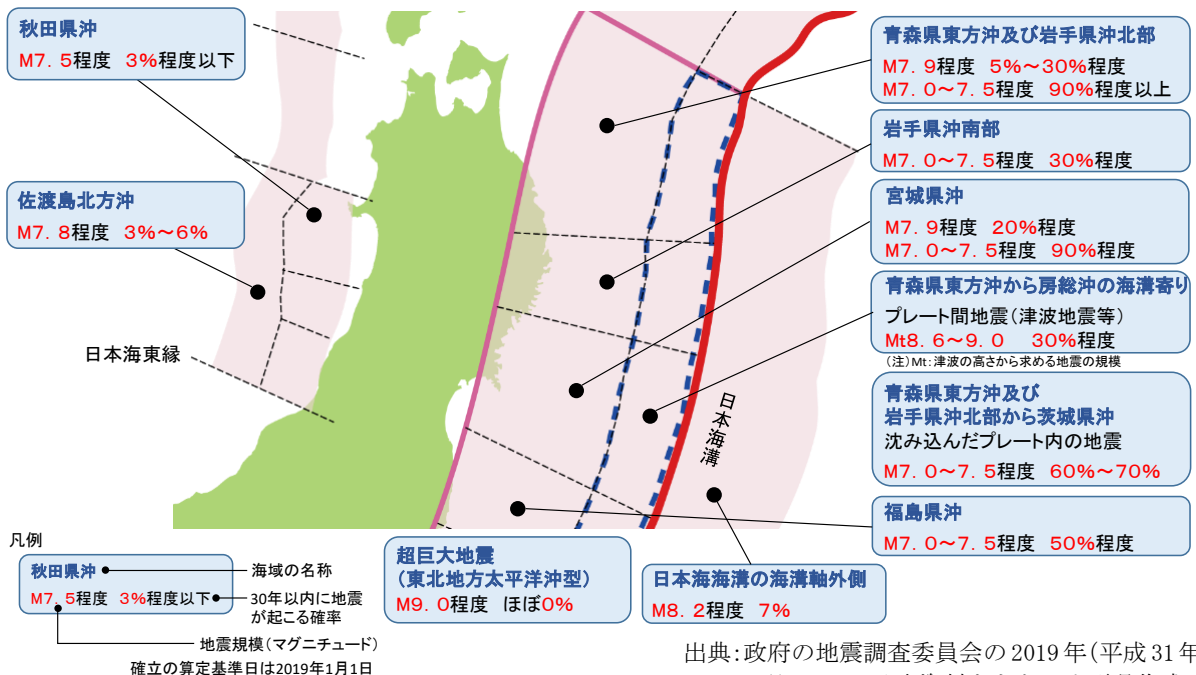 秋田県沖
M7．5程度 3%程度以下
佐渡島北方沖
M7．8程度 3%～6%
日本海東縁
青森県東方沖及び岩手県沖北部
M7．9程度 5%～30%程度
M7．0～7．5程度 90%程度以上
岩手県沖南部
M7．0～7．5程度 30%程度
宮城県沖
M7．9程度 20%程度
M7．0～7．5程度 90%程度
青森県東方沖から房総沖の海溝寄り
プレート間地震（津波地震等）
Mt8．6～9．0 30%程度
（注）Mt：津波の高さから求める地震の規模
青森県東方沖及び
岩手県沖北部から茨城県沖
沈み込んだプレート内の地震
M7．0～7．5程度 60%～70%
福島県沖
M7．0～7．5程度 50%程度
日本海溝
超巨大地震
（東北地方太平洋沖型）
M9．0程度 ほぼ0%
日本海海溝の海溝軸外側
M8．2程度 7%
凡例
秋田県沖
M7．5程度 3%程度以下
海域の名称
30年以内に地震
が起こる確率
地震規模（マグニチュード）
確立の算定基準日は2019年1月1日
出典：政府の地震調査委員会の2019年（平成31年